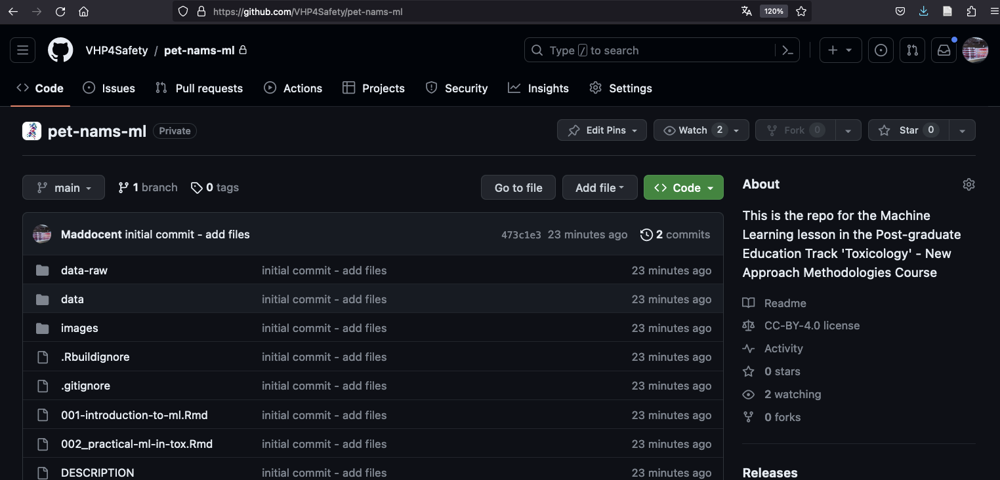 https://github.com/VHP4Safety/pet-nams-ml 120%
VHP4Safety / pet-nams-ml Type / to search
Code Issues Pull requests Actions Projects Security Insights Settings
pet-nams-ml Private Edit Pins Watch 2 Fork 0 Star 0
main 1 branch 0 tags Go to file Add file Code
Maddocent initial commit - add files 473c1e3 23 minutes ago 2 commits
data-raw initial commit - add files 23 minutes ago
data initial commit - add files 23 minutes ago
images initial commit - add files 23 minutes ago
.Rbuildignore initial commit - add files 23 minutes ago
.gitignore initial commit - add files 23 minutes ago
001-introduction-to-ml.Rmd initial commit - add files 23 minutes ago
002_practical-ml-in-tox.Rmd initial commit - add files 23 minutes ago
DESCRIPTION initial commit - add files 23 minutes ago
About
This is the repo for the Machine
Learning lesson in the Post-graduate
Education Track 'Toxicology' - New
Approach Methodologies Course
Readme
CC-BY-4.0 license
Activity
0 stars
2 watching
0 forks
Releases